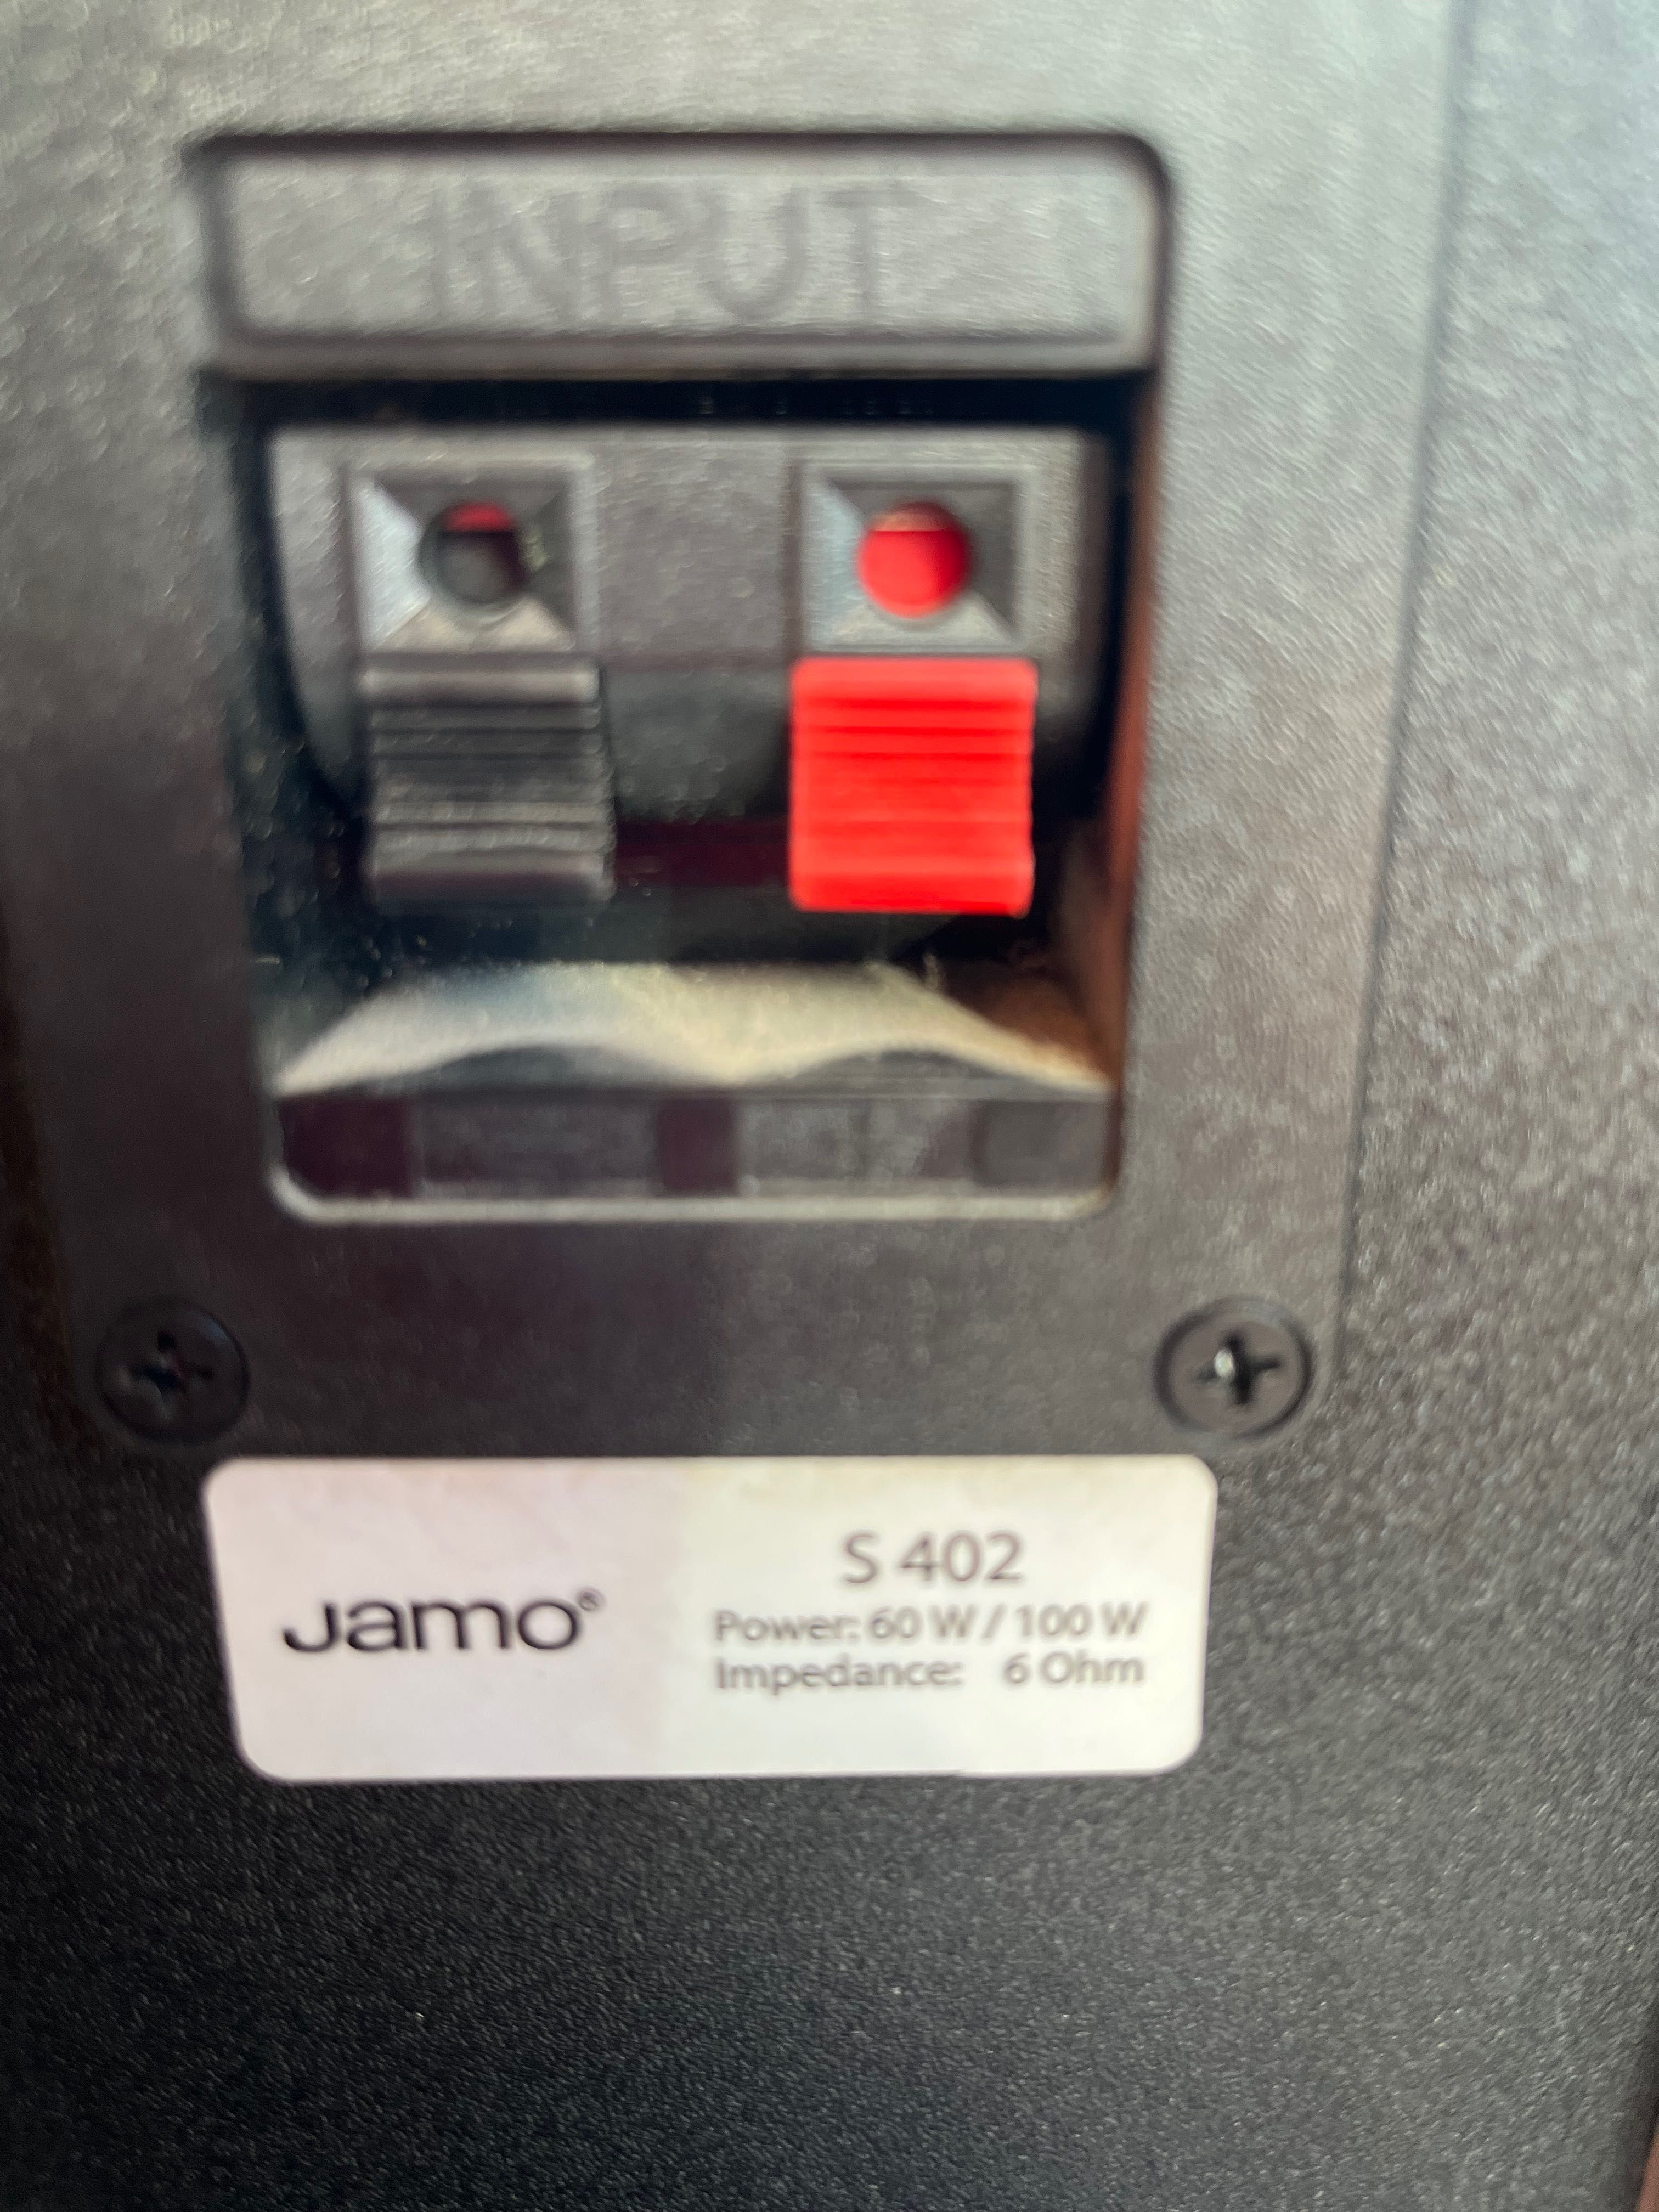 INPUT
Jamo®
S 402
Power: 60 W / 100 W
Impedance: 6 Ohm